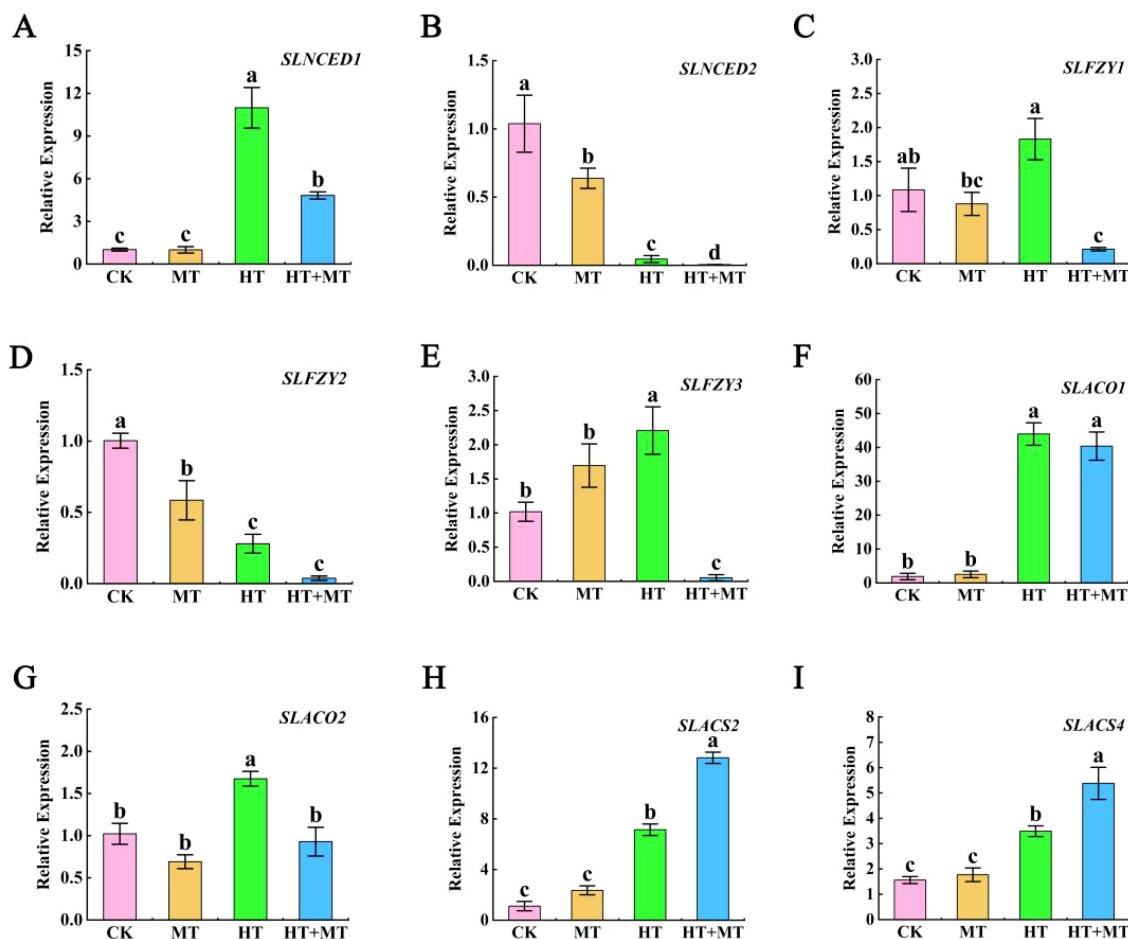 A
SLNCED1
Relative Expression
15
12
9
6
3
0
c
c
a
b
CK MT HT HT+MT
B
SLNCED2
Relative Expression
1.5
1.0
0.5
0.0
a
b
c
d
CK MT HT HT+MT
C
SLFZY1
Relative Expression
3.0
2.5
2.0
1.5
1.0
0.5
0.0
ab
bc
a
c
CK MT HT HT+MT
D
SLFZY2
Relative Expression
1.5
1.0
0.5
0.0
a
b
c
c
CK MT HT HT+MT
E
SLFZY3
Relative Expression
3.0
2.5
2.0
1.5
1.0
0.5
0.0
b
b
a
c
CK MT HT HT+MT
F
SLACO1
Relative Expression
60
50
40
30
20
10
0
b
b
a
a
CK MT HT HT+MT
G
SLACO2
Relative Expression
2.5
2.0
1.5
1.0
0.5
0.0
b
b
a
b
CK MT HT HT+MT
H
SLACS2
Relative Expression
16
12
8
4
0
c
c
b
a
CK MT HT HT+MT
I
SLACS4
Relative Expression
8
7
6
5
4
3
2
1
0
c
c
b
a
CK MT HT HT+MT